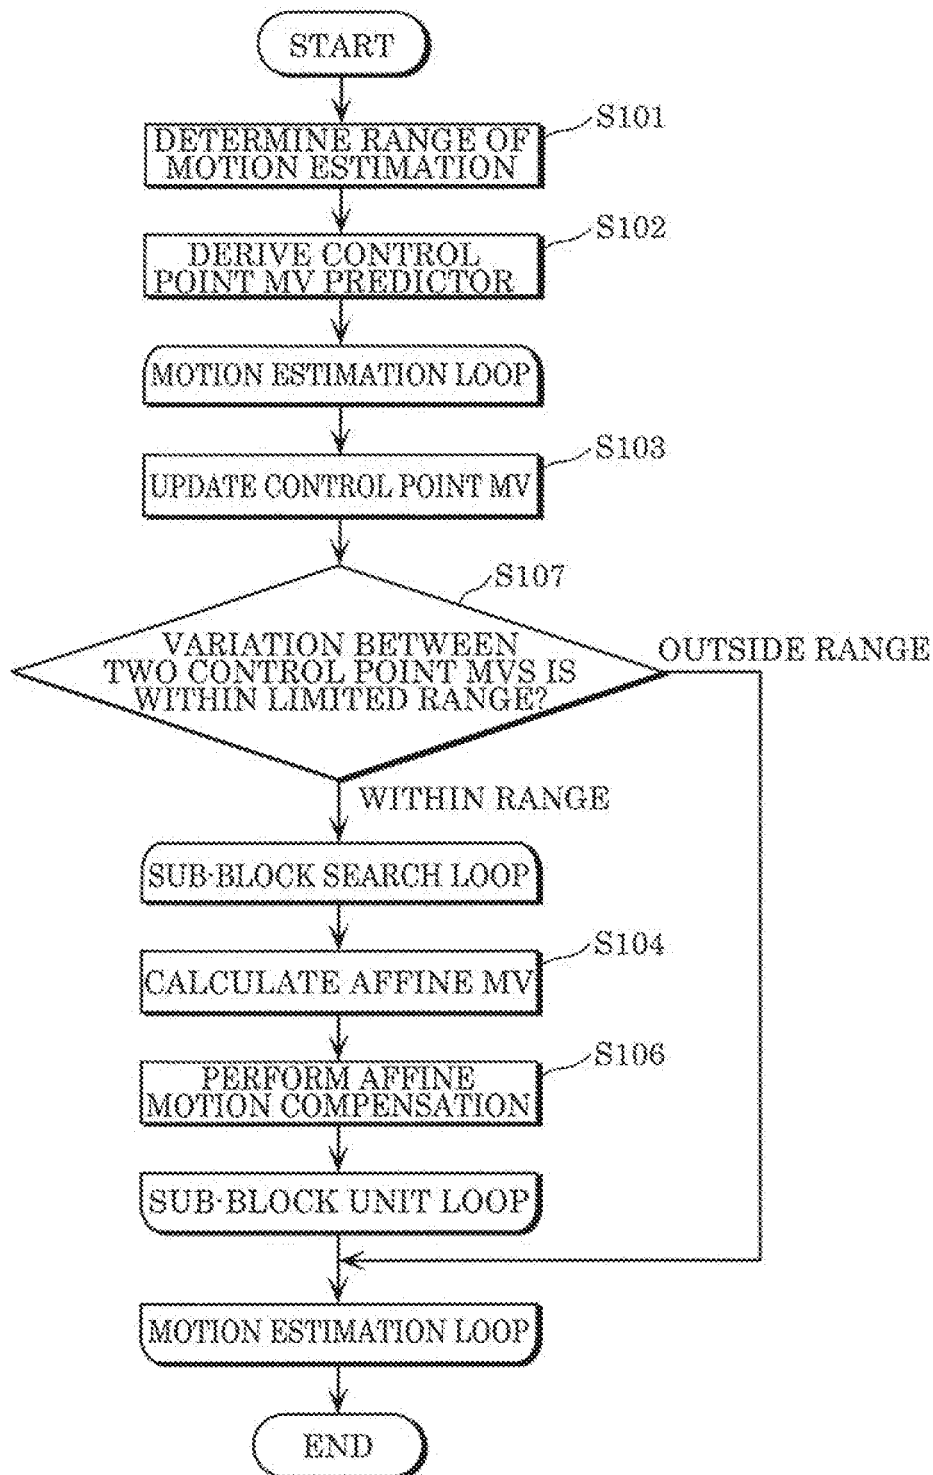 START
DETERMINE RANGE OF
MOTION ESTIMATION
S101
DERIVE CONTROL
POINT MV PREDICTOR
S102
MOTION ESTIMATION LOOP
UPDATE CONTROL POINT MV
S103
VARIATION BETWEEN
TWO CONTROL POINT MVS IS
WITHIN LIMITED RANGE?
S107
OUTSIDE RANGE
WITHIN RANGE
SUB-BLOCK SEARCH LOOP
CALCULATE AFFINE MV
S104
PERFORM AFFINE
MOTION COMPENSATION
S106
SUB-BLOCK UNIT LOOP
MOTION ESTIMATION LOOP
END